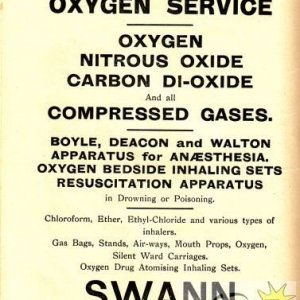 OXYGEN SERVICE
OXYGEN
NITROUS OXIDE
CARBON DI-OXIDE
And all
COMPRESSED GASES.
BOYLE, DEACON and WALTON
APPARATUS for ANÆSTHESIA.
OXYGEN BEDSIDE INHALING SETS
RESUSCITATION APPARATUS
in Drowning or Poisoning.
Chloroform, Ether, Ethyl-Chloride and various types of
inhalers.
Gas Bags, Stands, Air-ways, Mouth Props, Oxygen,
Silent Ward Carriages.
Oxygen Drug Atomising Inhaling Sets.
SWANN